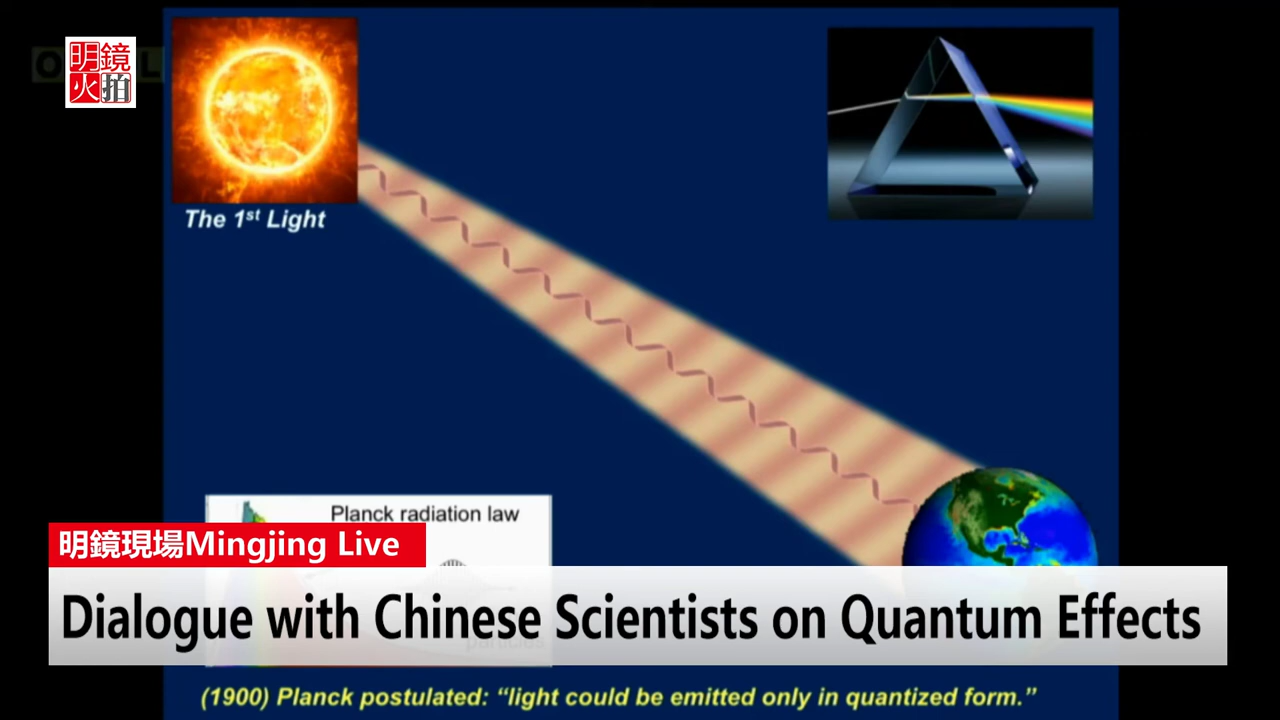 明鏡
火拍
The 1st Light
Planck radiation law
明鏡現場Mingjing Live
Dialogue with Chinese Scientists on Quantum Effects
particles
(1900) Planck postulated: “light could be emitted only in quantized form.”